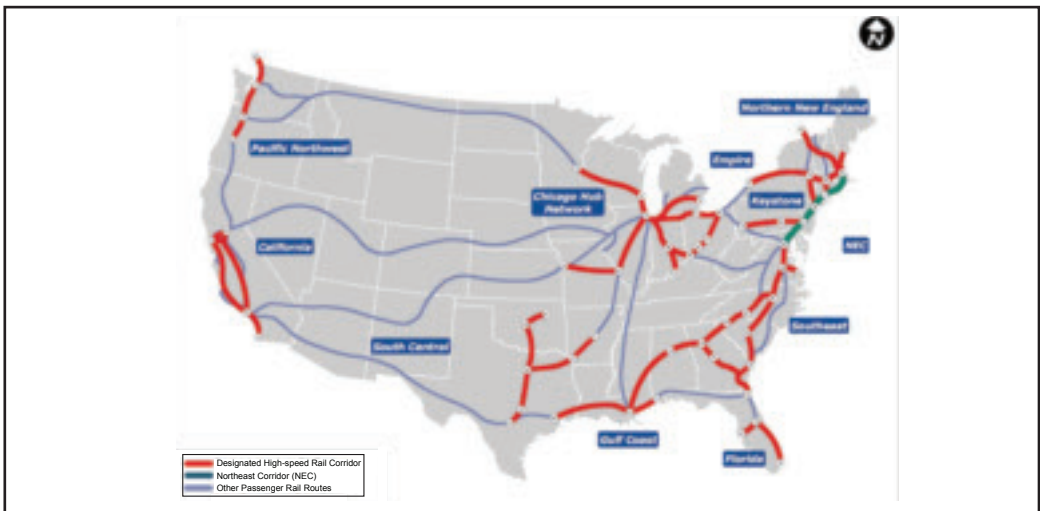 N
Northern New England
Pacific Northwest
Empire
Chicago Hub
Network
Keystone
California
NEC
Southeast
South Central
Gulf Coast
Florida
Designated High-speed Rail Corridor
Northeast Corridor (NEC)
Other Passenger Rail Routes